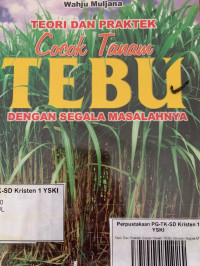 Wahju Muljana
TEORI DAN PRAKTEK
Cocok Tanam
TEBU
DENGAN SEGALA MASALAHNYA
K-SD Kristen 1 YSKI
Perpustakaan PG-TK-SD Kristen 1
YSKI